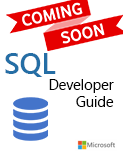 COMING
SOON
SQL
Developer
Guide
Microsoft